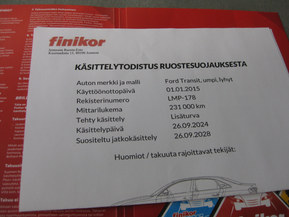 finikor
KÄSITTELYTODISTUS RUOSTESUOJAUKSESTA
Auton merkki ja malli Ford Transit, umpi, lyhyt
Käyttöönottopäivä 01.01.2015
Rekisterinumero LMP-178
Mittarilukema 231 000 km
Tehty käsittely Lisäturva
Käsittelypäivä 26.09.2024
Suositeltu jatkokäsittely 26.09.2028
Huomiot / takuuta rajoittavat tekijät: